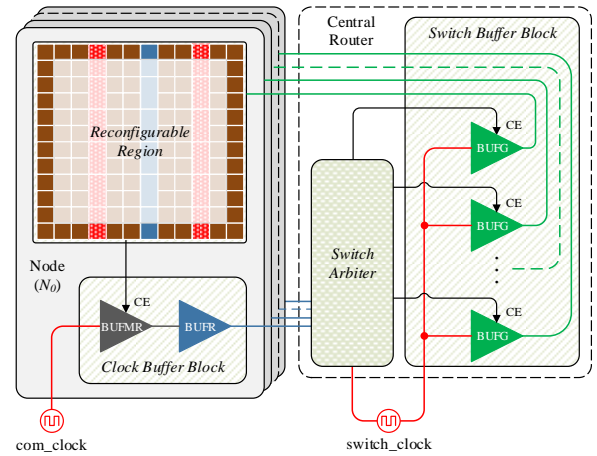 Reconfigurable
Region
Node
(N0)
CE
BUFMR
BUFR
Clock Buffer Block
com_clock
Central
Router
Switch Buffer Block
CE
BUFG
CE
BUFG
CE
BUFG
Switch
Arbiter
switch_clock